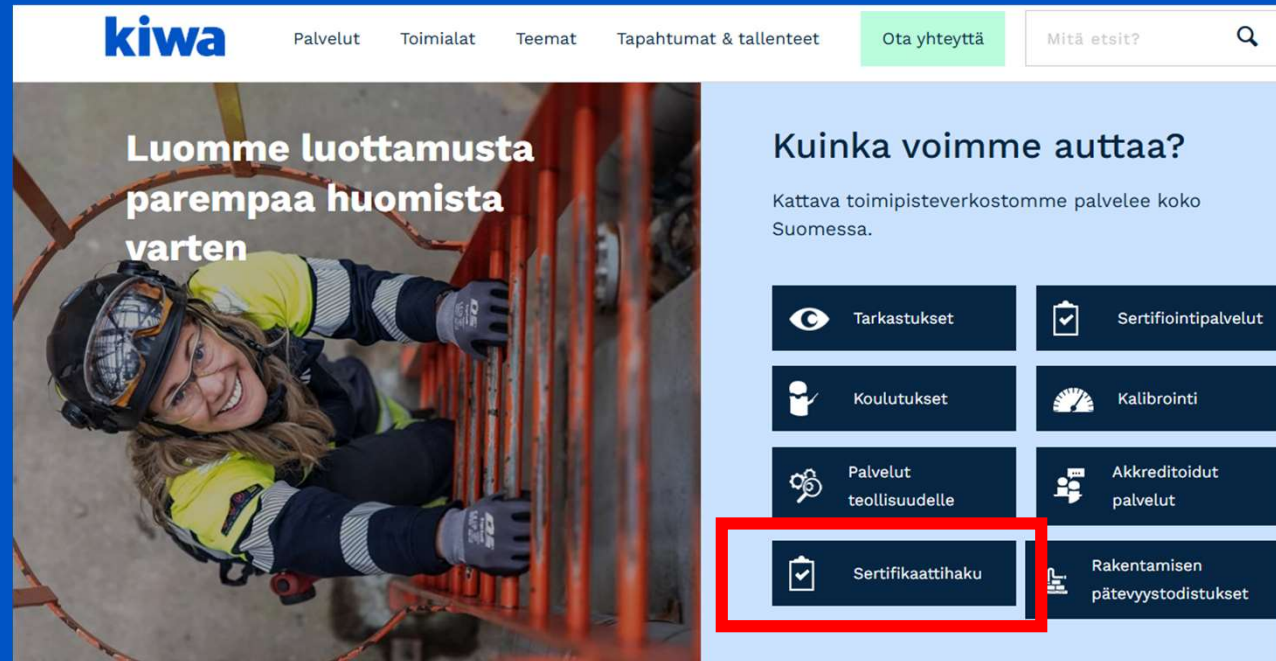 kiwa
Palvelut
Toimialat
Teemat
Tapahtumat & tallenteet
Ota yhteyttä
Mitä etsit?
Luomme luottamusta
parempaa huomista
varten
Kuinka voimme auttaa?
Kattava toimipisteverkostomme palvelee koko
Suomessa.
Tarkastukset
Sertifiointipalvelut
Koulutukset
Kalibrointi
Palvelut
teollisuudelle
Akkreditoidut
palvelut
Sertifikaattihaku
Rakentamisen
pätevyystodistukset